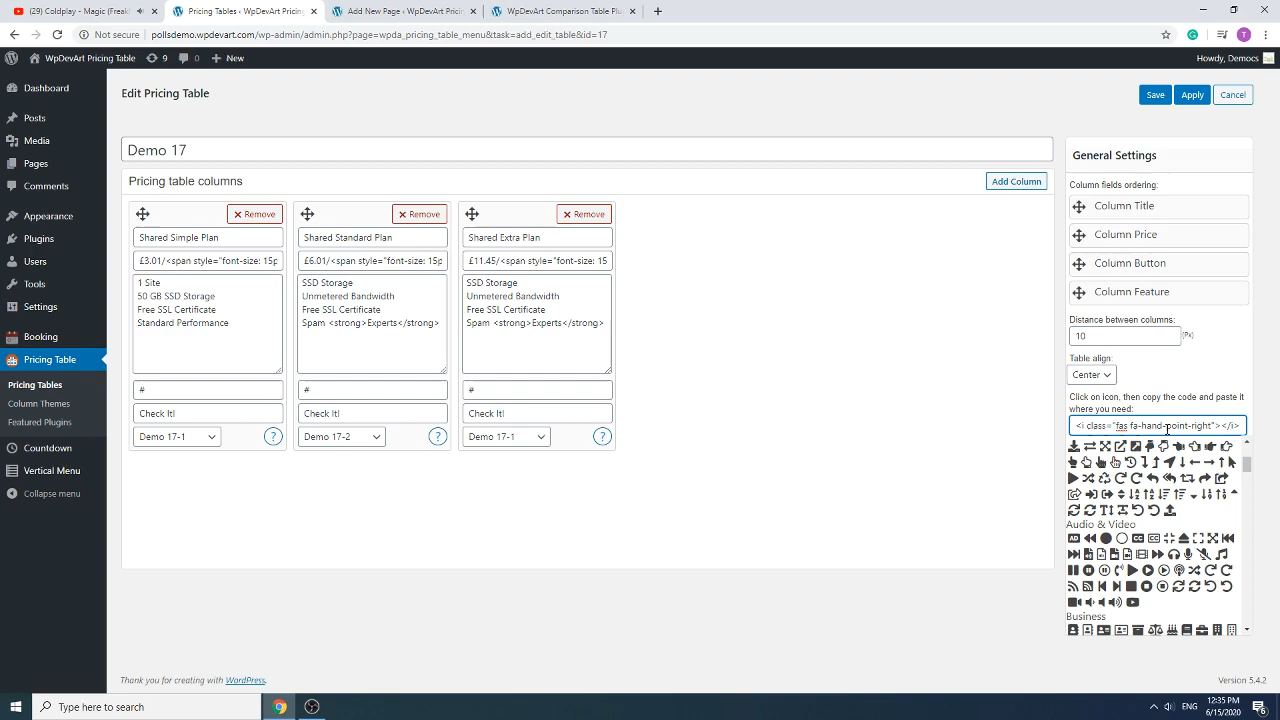 (29) Coldplay - Magic (Freak
Pricing Tables ‹ WpDevArt Pricin
Add New Page ‹ WpDevArt Pricin
WpDevArt Comparison Table Plu
Not secure
pollsdemo.wpdevart.com/wp-admin/admin.php?page=wpda_pricing_table_menu&task=add_edit_table&id=17
T
WpDevArt Pricing Table
9
0
New
Howdy, Democs
Dashboard
Posts
Media
Pages
Comments
Appearance
Plugins
Users
Tools
Settings
Booking
Pricing Table
Pricing Tables
Column Themes
Featured Plugins
Countdown
Vertical Menu
Collapse menu
Edit Pricing Table
Save
Apply
Cancel
Demo 17
Pricing table columns
Add Column
Remove
Shared Simple Plan
£3.01/<span style="font-size: 15p
1 Site
50 GB SSD Storage
Free SSL Certificate
Standard Performance
#
Check It!
Demo 17-1
?
Remove
Shared Standard Plan
£6.01/<span style="font-size: 15p
SSD Storage
Unmetered Bandwidth
Free SSL Certificate
Spam <strong>Experts</strong>
#
Check It!
Demo 17-2
?
Remove
Shared Extra Plan
£11.45/<span style="font-size: 15
SSD Storage
Unmetered Bandwidth
Free SSL Certificate
Spam <strong>Experts</strong>
#
Check It!
Demo 17-1
?
General Settings
Column fields ordering:
Column Title
Column Price
Column Button
Column Feature
Distance between columns:
10
(Px)
Table align:
Center
Click on icon, then copy the code and paste it
where you need:
<i class="fas fa-hand-point-right"></i>
Audio & Video
Business
Thank you for creating with WordPress.
Version 5.4.2
Type here to search
ENG
12:35 PM
6/15/2020
6